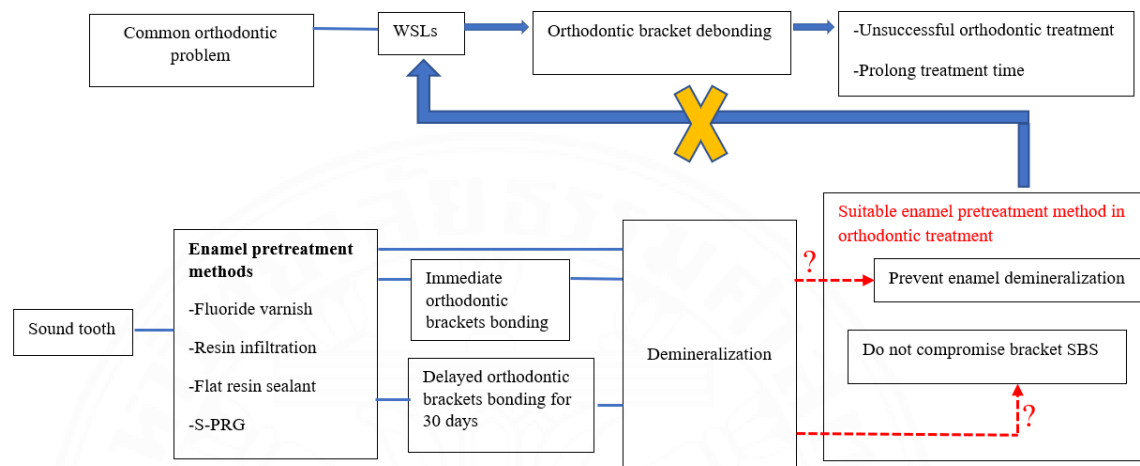 Common orthodontic
problem
WSLs
Orthodontic bracket debonding
-Unsuccessful orthodontic treatment
-Prolong treatment time
Sound tooth
Enamel pretreatment
methods
-Fluoride varnish
-Resin infiltration
-Flat resin sealant
-S-PRG
Immediate
orthodontic
brackets bonding
Delayed orthodontic
brackets bonding for
30 days
Demineralization
?
?
Suitable enamel pretreatment method in
orthodontic treatment
Prevent enamel demineralization
Do not compromise bracket SBS